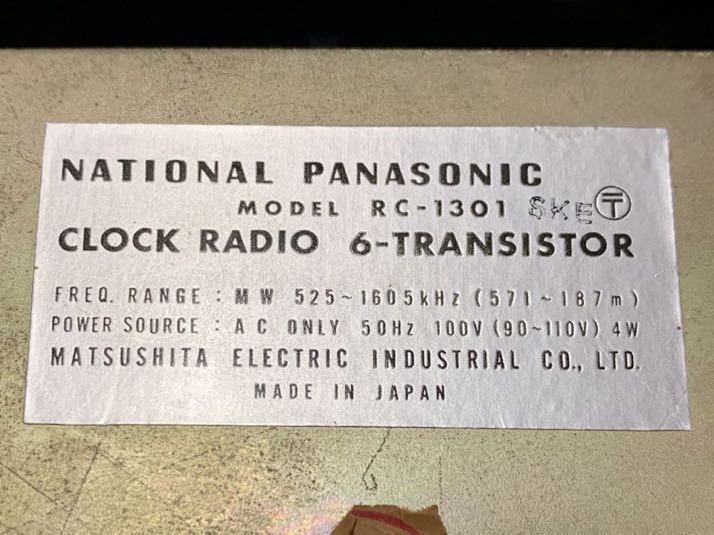 NATIONAL PANASONIC
MODEL RC-1301 SKE 〒
CLOCK RADIO 6-TRANSISTOR
FREQ. RANGE : MW 525~1605kHz (571~187m)
POWER SOURCE : AC ONLY 50Hz 100V (90~110V) 4W
MATSUSHITA ELECTRIC INDUSTRIAL CO., LTD.
MADE IN JAPAN